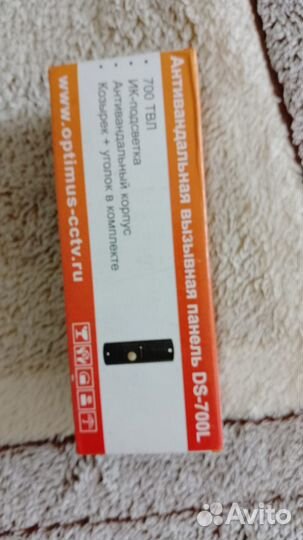 Антивандальная вызывная панель DS-700L
• 700 ТВЛ
• ИК-подсветка
• Антивандальный корпус
• Козырек + уголок в комплекте
www.optimus-cctv.ru
Avito